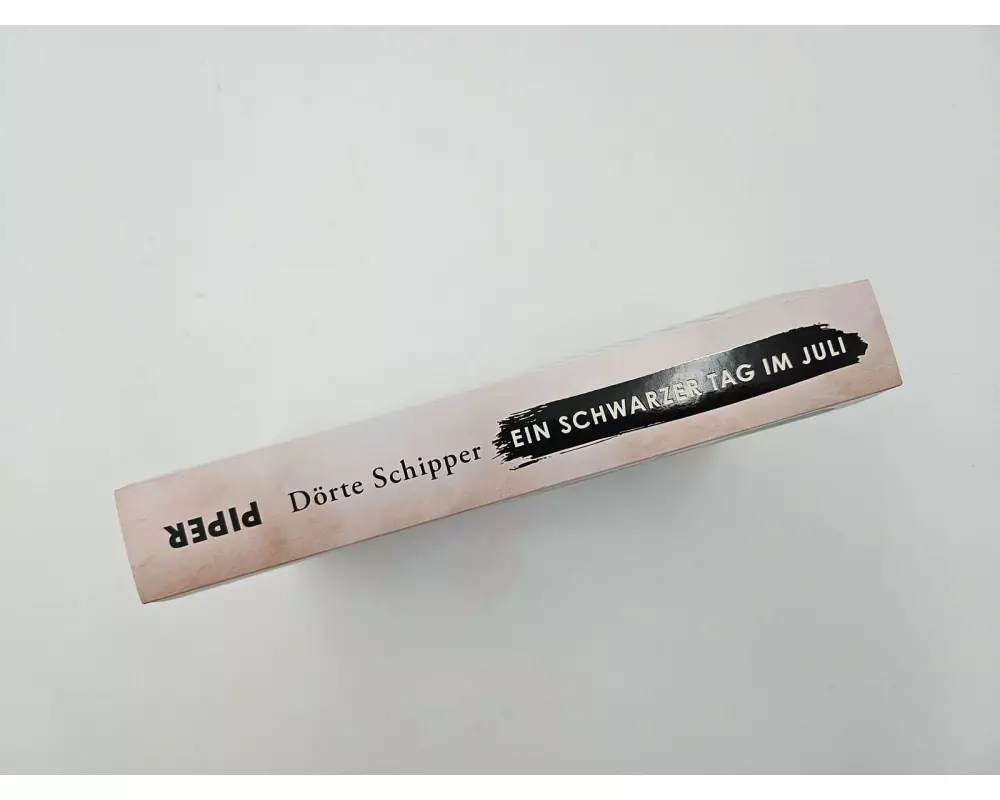 PIPER
Dörte Schipper
EIN SCHWARZER TAG IM JULI